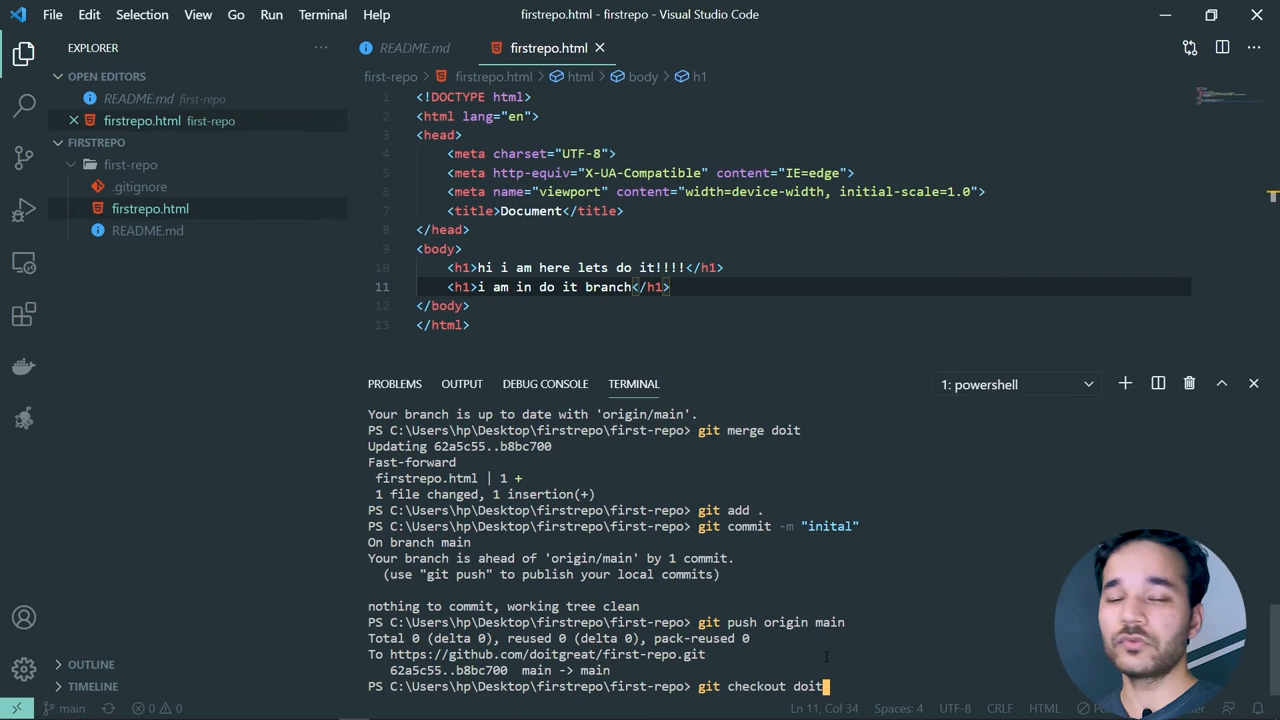 File Edit Selection View Go Run Terminal Help firstrepo.html - firstrepo - Visual Studio Code
EXPLORER
OPEN EDITORS
README.md first-repo
firstrepo.html first-repo
FIRSTREPO
first-repo
.gitignore
firstrepo.html
README.md
OUTLINE
TIMELINE
README.md firstrepo.html
first-repo > firstrepo.html > html > body > h1
1 <!DOCTYPE html>
2 <html lang="en">
3 <head>
4 <meta charset="UTF-8">
5 <meta http-equiv="X-UA-Compatible" content="IE=edge">
6 <meta name="viewport" content="width=device-width, initial-scale=1.0">
7 <title>Document</title>
8 </head>
9 <body>
10 <h1>hi i am here lets do it!!!!</h1>
11 <h1>i am in do it branch</h1>
12 </body>
13 </html>
PROBLEMS OUTPUT DEBUG CONSOLE TERMINAL 1: powershell
Your branch is up to date with 'origin/main'.
PS C:\Users\hp\Desktop\firstrepo\first-repo> git merge doit
Updating 62a5c55..b8bc700
Fast-forward
firstrepo.html | 1 +
1 file changed, 1 insertion(+)
PS C:\Users\hp\Desktop\firstrepo\first-repo> git add .
PS C:\Users\hp\Desktop\firstrepo\first-repo> git commit -m "inital"
On branch main
Your branch is ahead of 'origin/main' by 1 commit.
(use "git push" to publish your local commits)
nothing to commit, working tree clean
PS C:\Users\hp\Desktop\firstrepo\first-repo> git push origin main
Total 0 (delta 0), reused 0 (delta 0), pack-reused 0
To https://github.com/doitgreat/first-repo.git
62a5c55..b8bc700 main -> main
PS C:\Users\hp\Desktop\firstrepo\first-repo> git checkout doit
main 0 0 Ln 11, Col 34 Spaces: 4 UTF-8 CRLF HTML